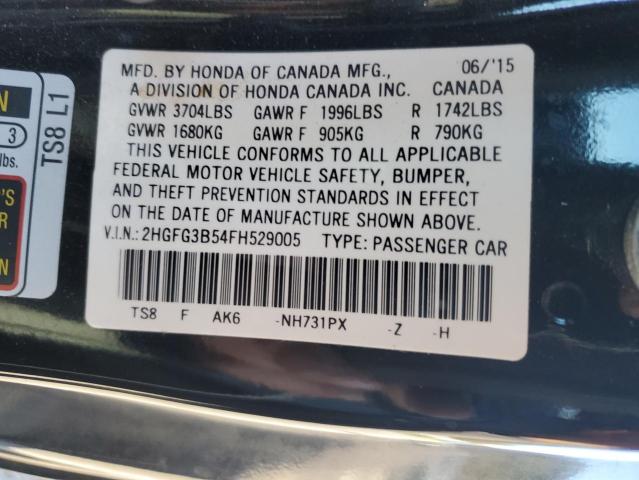 MFD. BY HONDA OF CANADA MFG., 06/'15
A DIVISION OF HONDA CANADA INC. CANADA
GVWR 3704LBS GAWR F 1996LBS R 1742LBS
GVWR 1680KG GAWR F 905KG R 790KG
THIS VEHICLE CONFORMS TO ALL APPLICABLE
FEDERAL MOTOR VEHICLE SAFETY, BUMPER,
AND THEFT PREVENTION STANDARDS IN EFFECT
ON THE DATE OF MANUFACTURE SHOWN ABOVE.
V.I.N.: 2HGFG3B54FH529005 TYPE: PASSENGER CAR
TS8 F AK6 -NH731PX -Z -H
TS8 L1
N
3
lbs.
'S
R
N